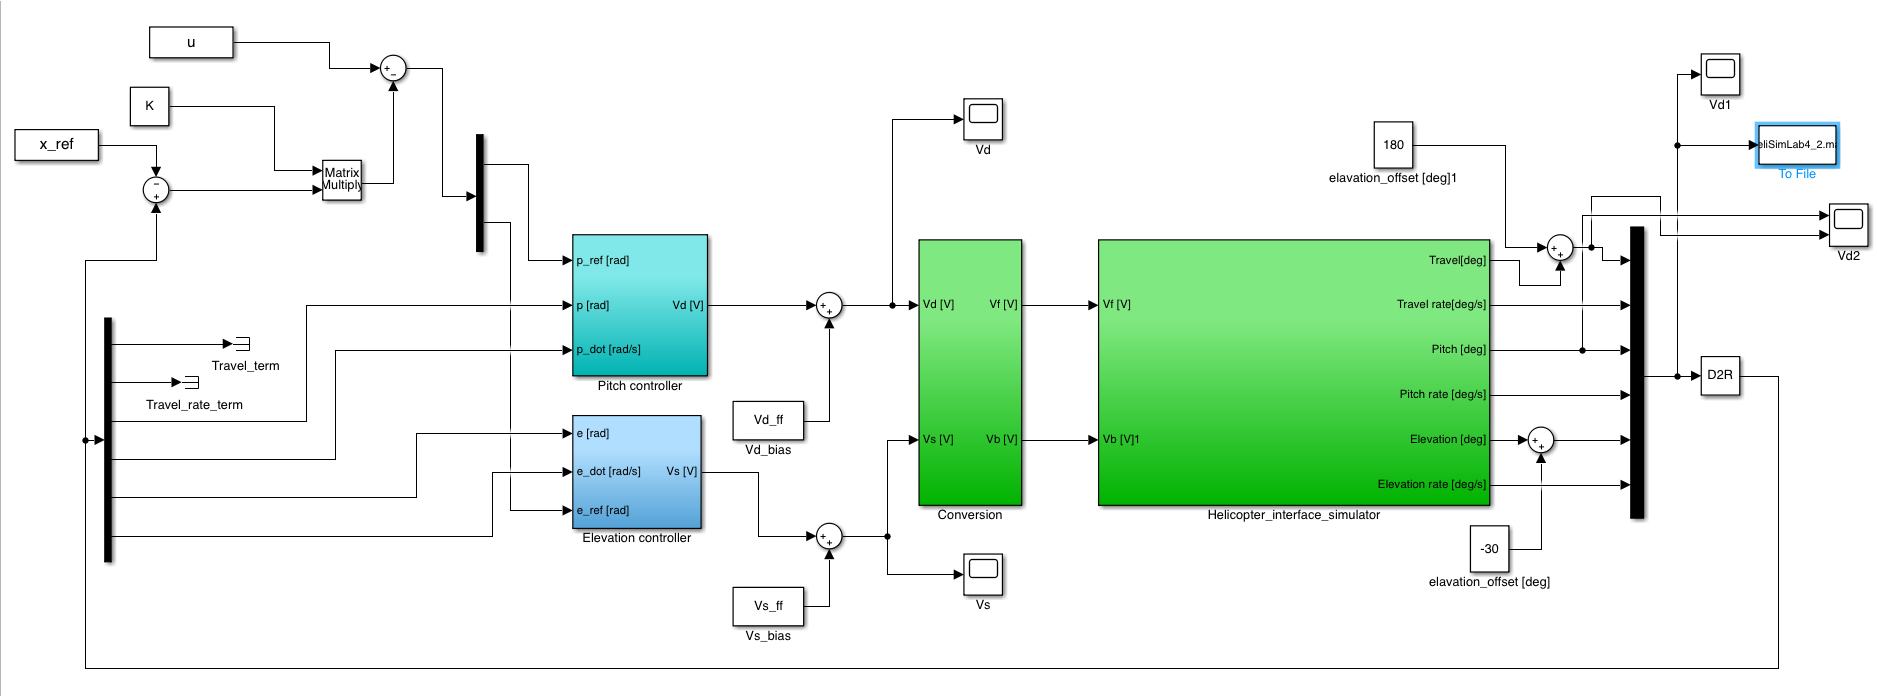 u
K
x_ref
Matrix
Multiply
Vd
Vd1
eliSimLab4_2.ma
To File
180
elavation_offset [deg]1
Vd2
p_ref [rad]
p [rad]
Vd [V]
p_dot [rad/s]
Pitch controller
Travel_term
Travel_rate_term
Vd_ff
Vd_bias
e [rad]
e_dot [rad/s]
Vs [V]
e_ref [rad]
Elevation controller
Vs_ff
Vs_bias
Vs
Vd [V]
Vf [V]
Vs [V]
Vb [V]
Conversion
Vf [V]
Vb [V]1
Travel[deg]
Travel rate[deg/s]
Pitch [deg]
Pitch rate [deg/s]
Elevation [deg]
Elevation rate [deg/s]
Helicopter_interface_simulator
D2R
-30
elavation_offset [deg]